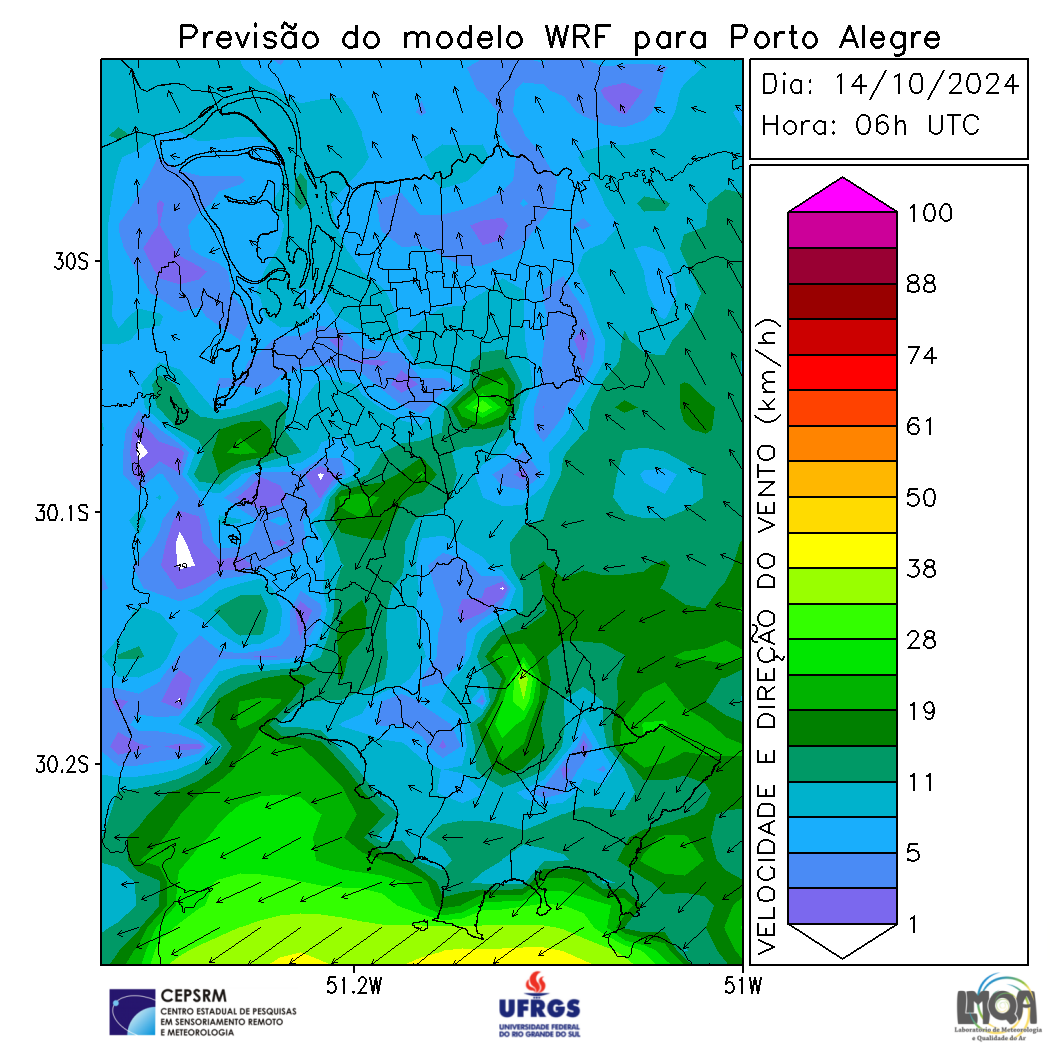 Previsão do modelo WRF para Porto Alegre
Dia: 14/10/2024
Hora: 06h UTC
30S
30.1S
30.2S
51.2W
51W
VELOCIDADE E DIREÇÃO DO VENTO (km/h)
100
88
74
61
50
38
28
19
11
5
1
CEPSRM
CENTRO ESTADUAL DE PESQUISAS
EM SENSORIAMENTO REMOTO
E METEOROLOGIA
UFRGS
UNIVERSIDADE FEDERAL
DO RIO GRANDE DO SUL
LMQA
Laboratório de Meteorologia
e Qualidade do Ar